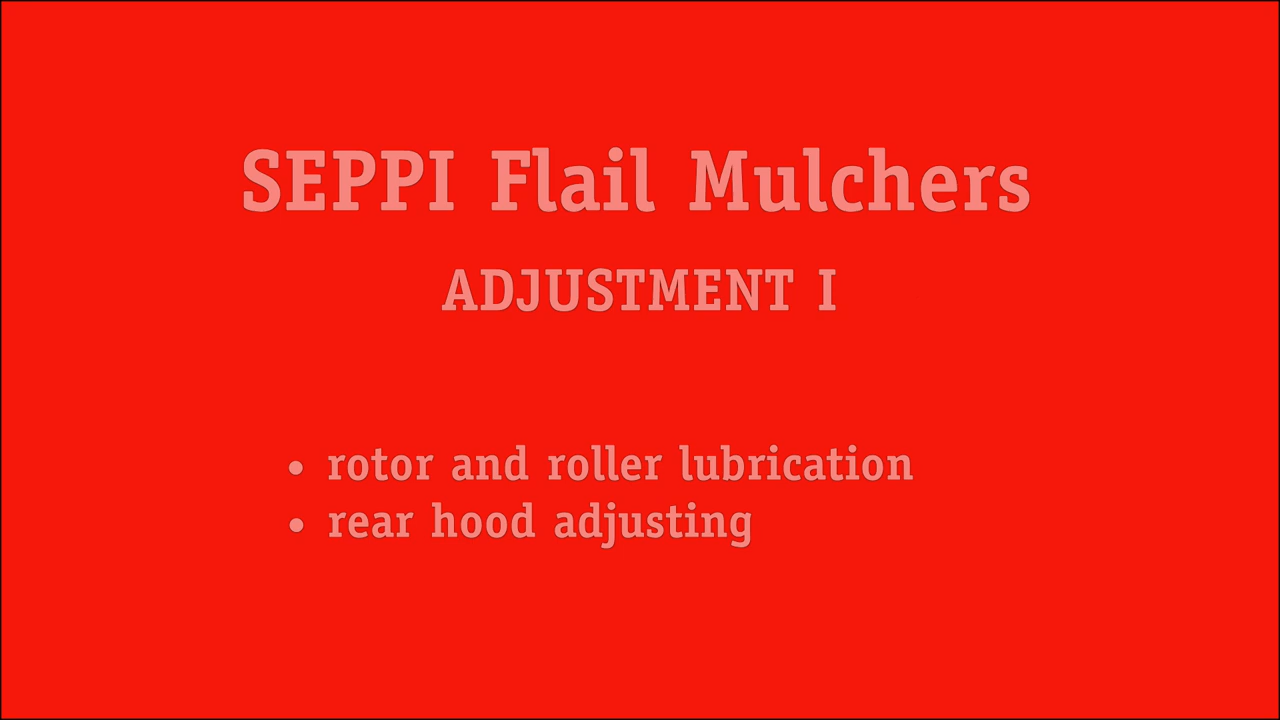 SEPPI Flail Mulchers
ADJUSTMENT I
• rotor and roller lubrication
• rear hood adjusting